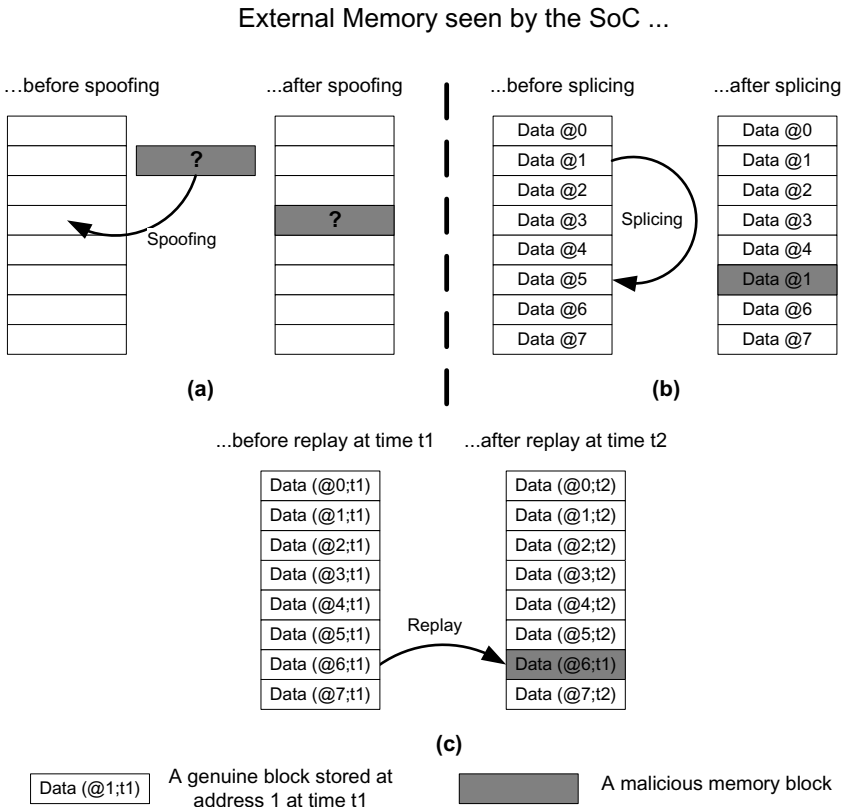 External Memory seen by the SoC ...
...before spoofing
...after spoofing
?
?
Spoofing
(a)
...before splicing
...after splicing
Data @0
Data @1
Data @2
Data @3
Data @4
Data @5
Data @6
Data @7
Splicing
Data @0
Data @1
Data @2
Data @3
Data @4
Data @1
Data @6
Data @7
(b)
...before replay at time t1
...after replay at time t2
Data (@0;t1)
Data (@1;t1)
Data (@2;t1)
Data (@3;t1)
Data (@4;t1)
Data (@5;t1)
Data (@6;t1)
Data (@7;t1)
Replay
Data (@0;t2)
Data (@1;t2)
Data (@2;t2)
Data (@3;t2)
Data (@4;t2)
Data (@5;t2)
Data (@6;t1)
Data (@7;t2)
(c)
Data (@1;t1)
A genuine block stored at
address 1 at time t1
A malicious memory block